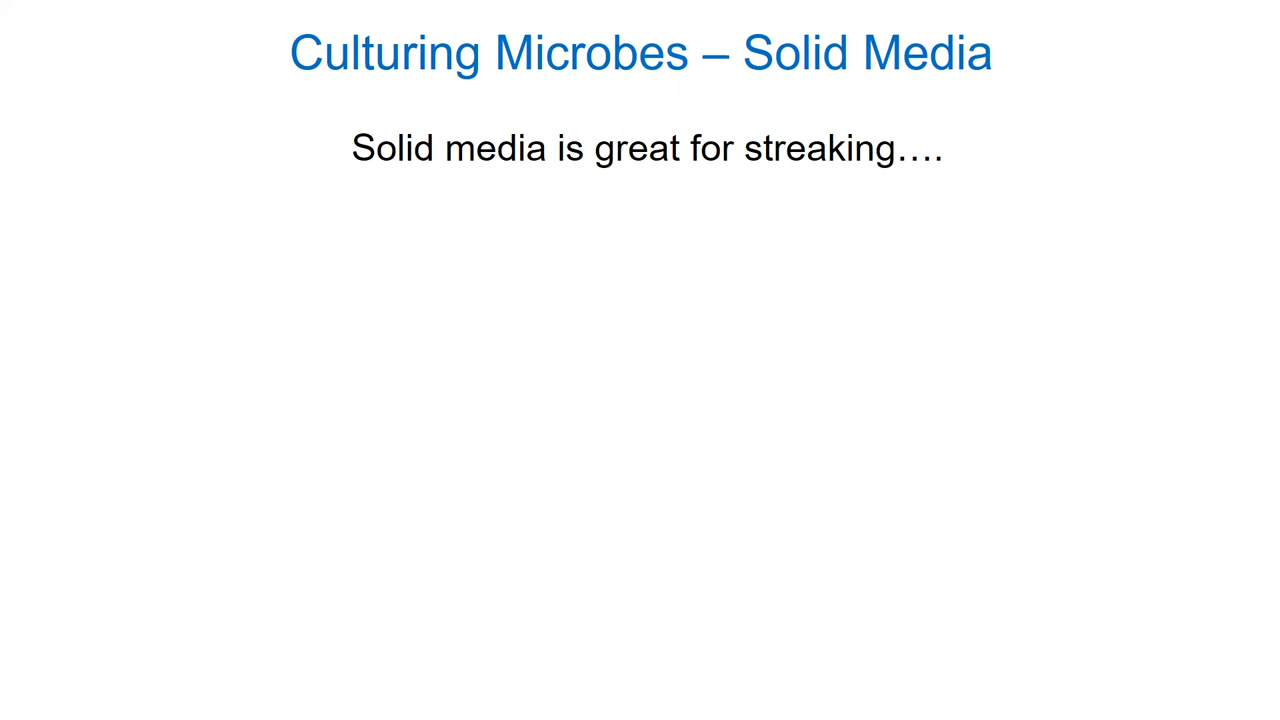 Culturing Microbes – Solid Media
Solid media is great for streaking….